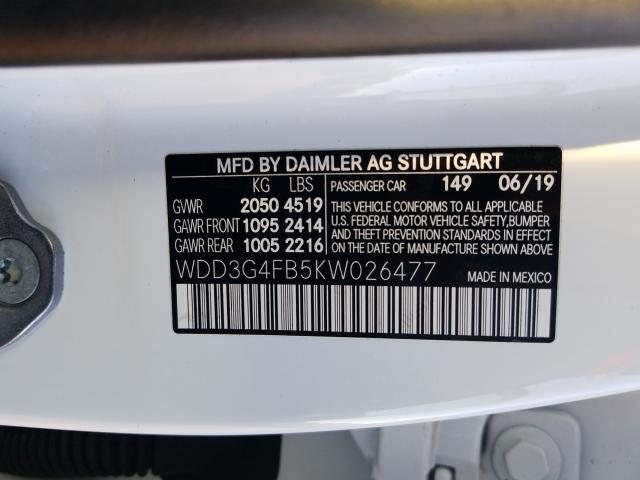 MFD BY DAIMLER AG STUTTGART
KG LBS PASSENGER CAR 149 06/19
GVWR 2050 4519 THIS VEHICLE CONFORMS TO ALL APPLICABLE
GAWR FRONT 1095 2414 U.S. FEDERAL MOTOR VEHICLE SAFETY, BUMPER
AND THEFT PREVENTION STANDARDS IN EFFECT
GAWR REAR 1005 2216 ON THE DATE OF MANUFACTURE SHOWN ABOVE.
WDD3G4FB5KW026477 MADE IN MEXICO